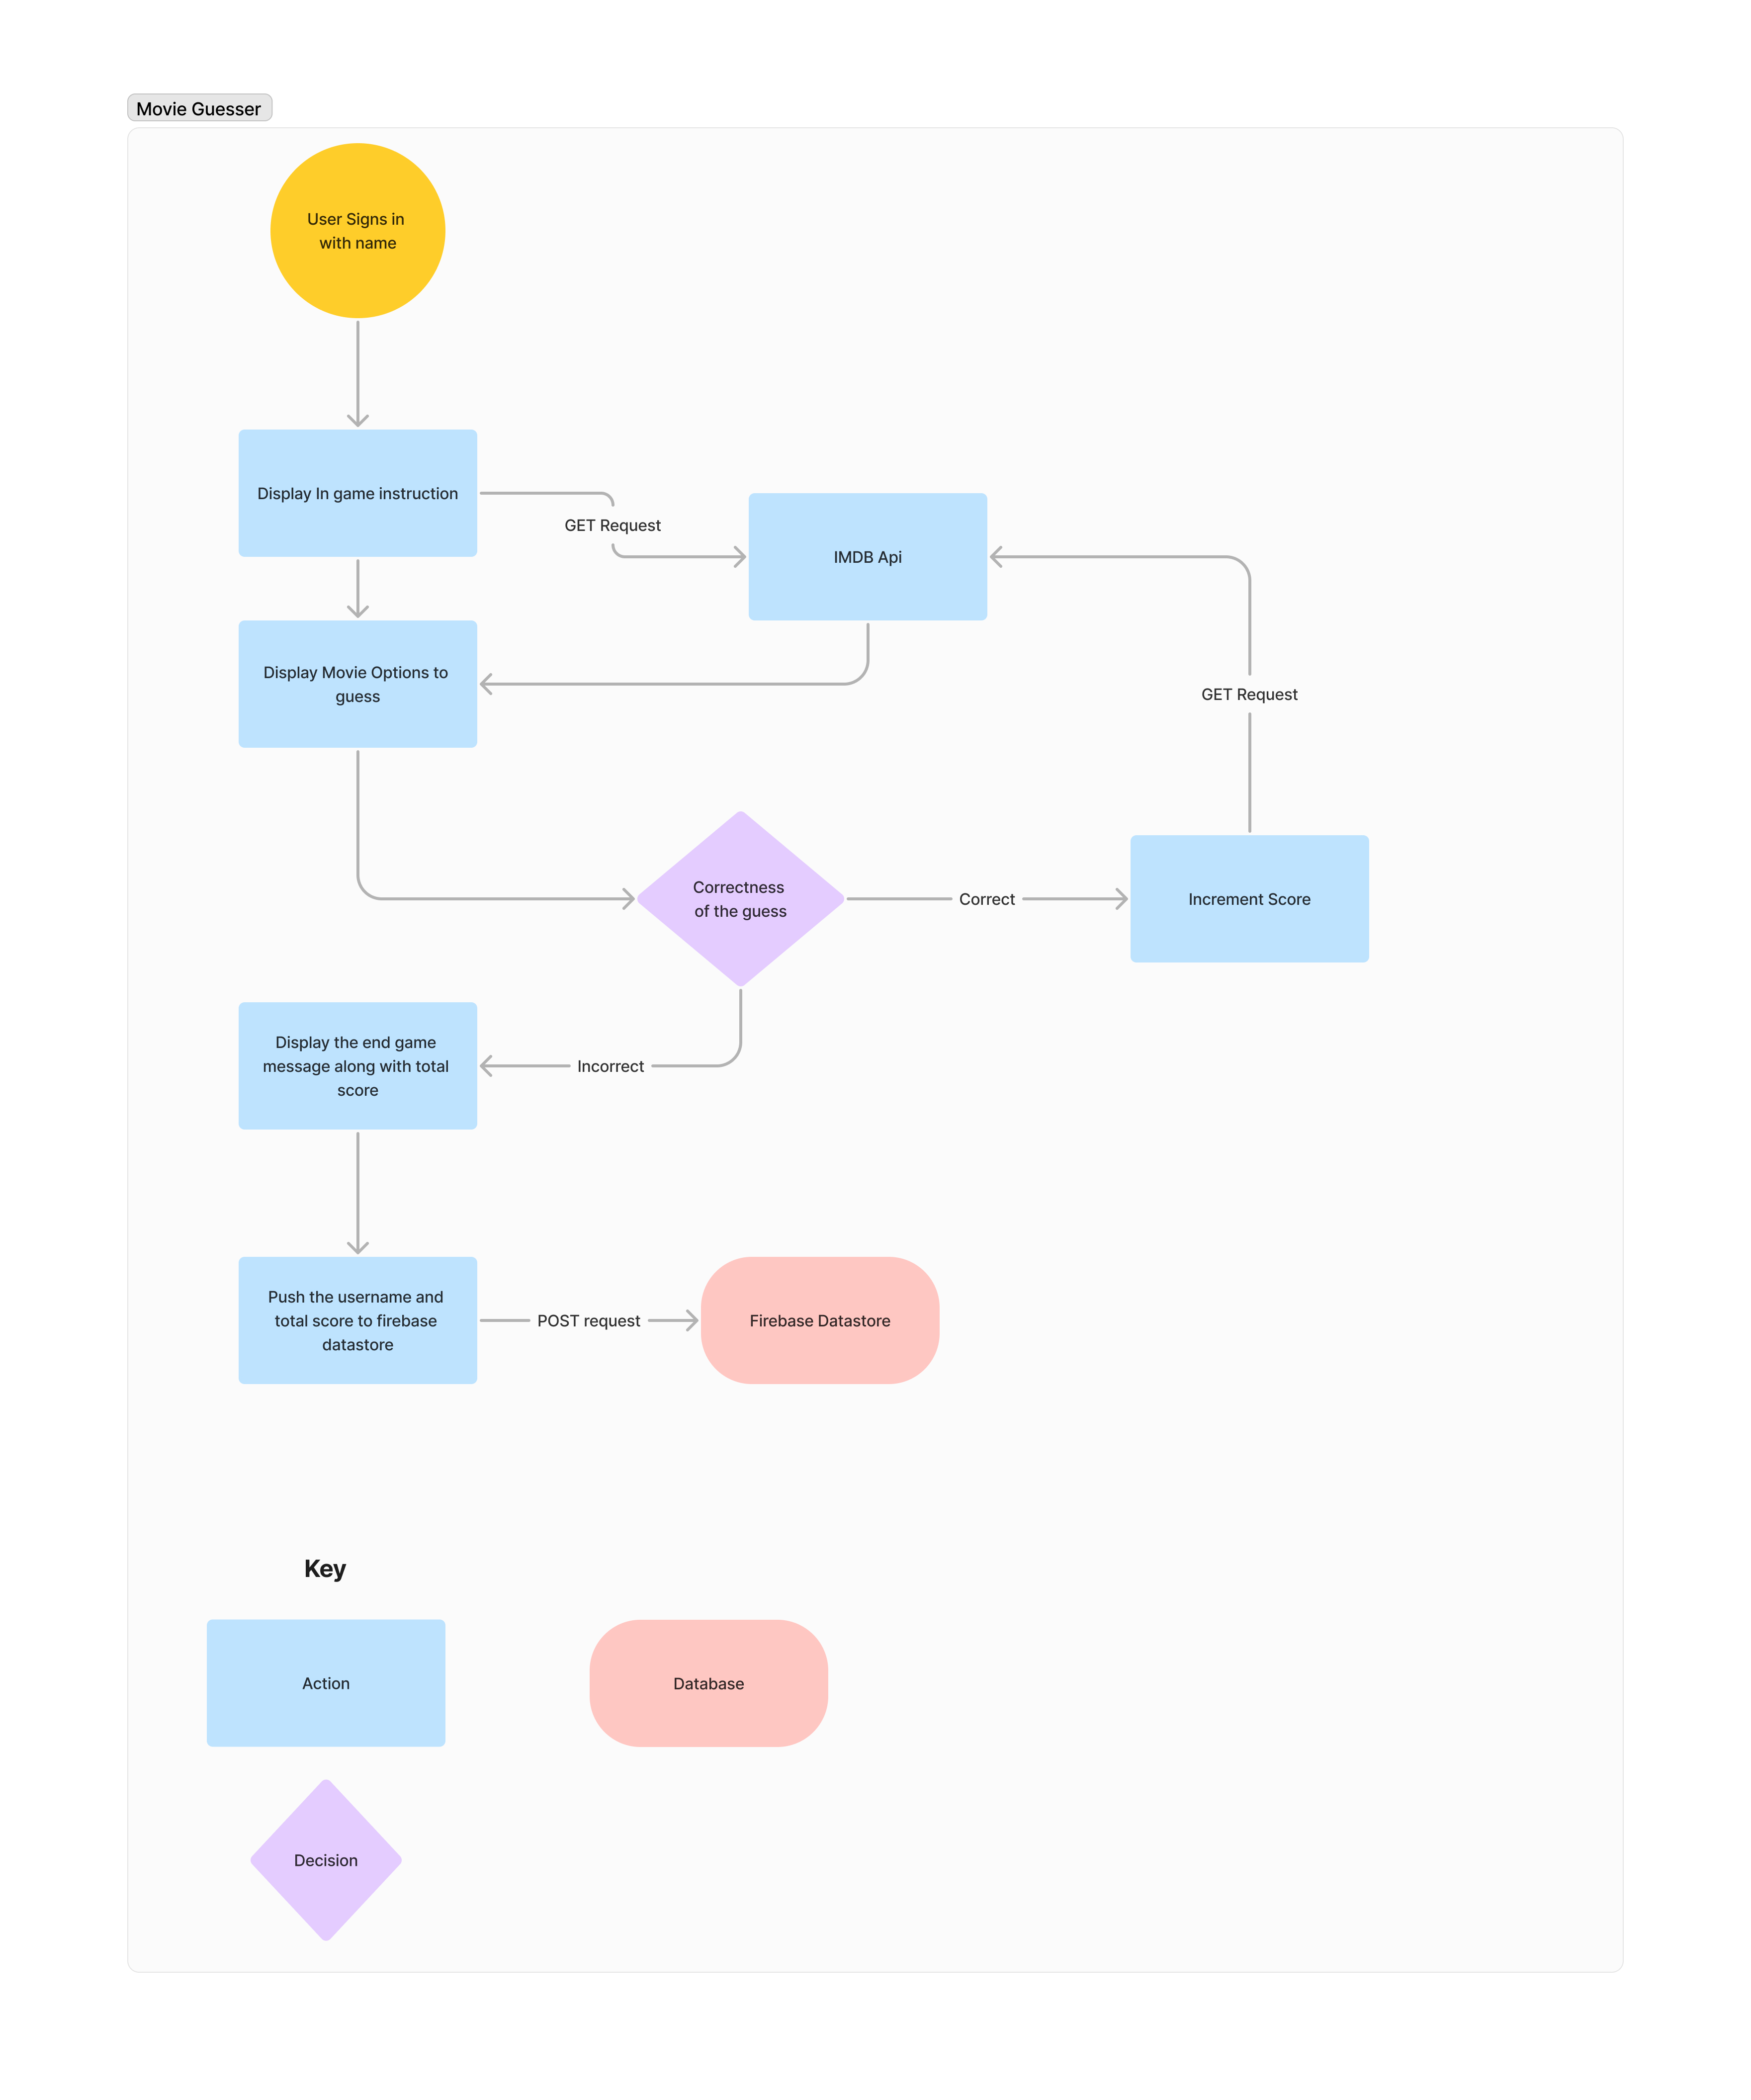 Movie Guesser
User Signs in
with name
Display In game instruction
GET Request
IMDB Api
Display Movie Options to
guess
GET Request
Correctness
of the guess
Correct
Increment Score
Display the end game
message along with total
score
Incorrect
Push the username and
total score to firebase
datastore
POST request
Firebase Datastore
Key
Action
Database
Decision